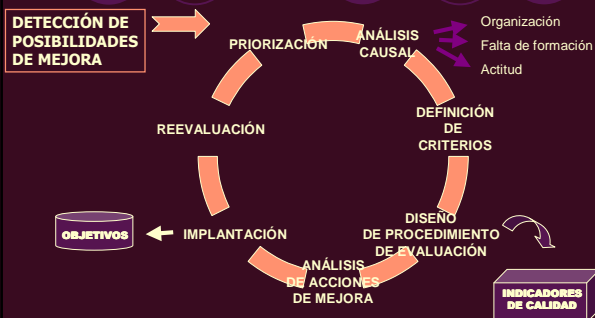 DETECCIÓN DE
POSIBILIDADES
DE MEJORA
PRIORIZACIÓN
ANÁLISIS
CAUSAL
Organización
Falta de formación
Actitud
DEFINICIÓN
DE
CRITERIOS
REEVALUACIÓN
DISEÑO
DE PROCEDIMIENTO
DE EVALUACIÓN
OBJETIVOS
IMPLANTACIÓN
ANÁLISIS
DE ACCIONES
DE MEJORA
INDICADORES
DE CALIDAD